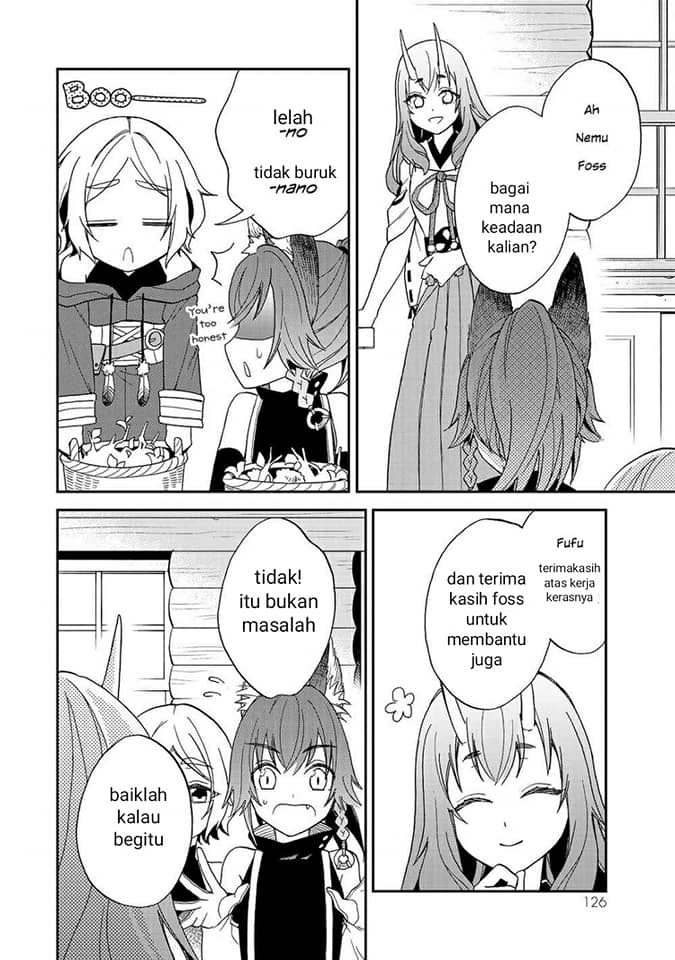 Ah
Nemu
Foss
bagai
mana
keadaan
kalian?
Boo
lelah
-no
tidak buruk
-nano
You're
too
honest
Fufu
terimakasih
atas kerja
kerasnya
dan terima
kasih foss
untuk
membantu
juga
tidak!
itu bukan
masalah
baiklah
kalau
begitu
126